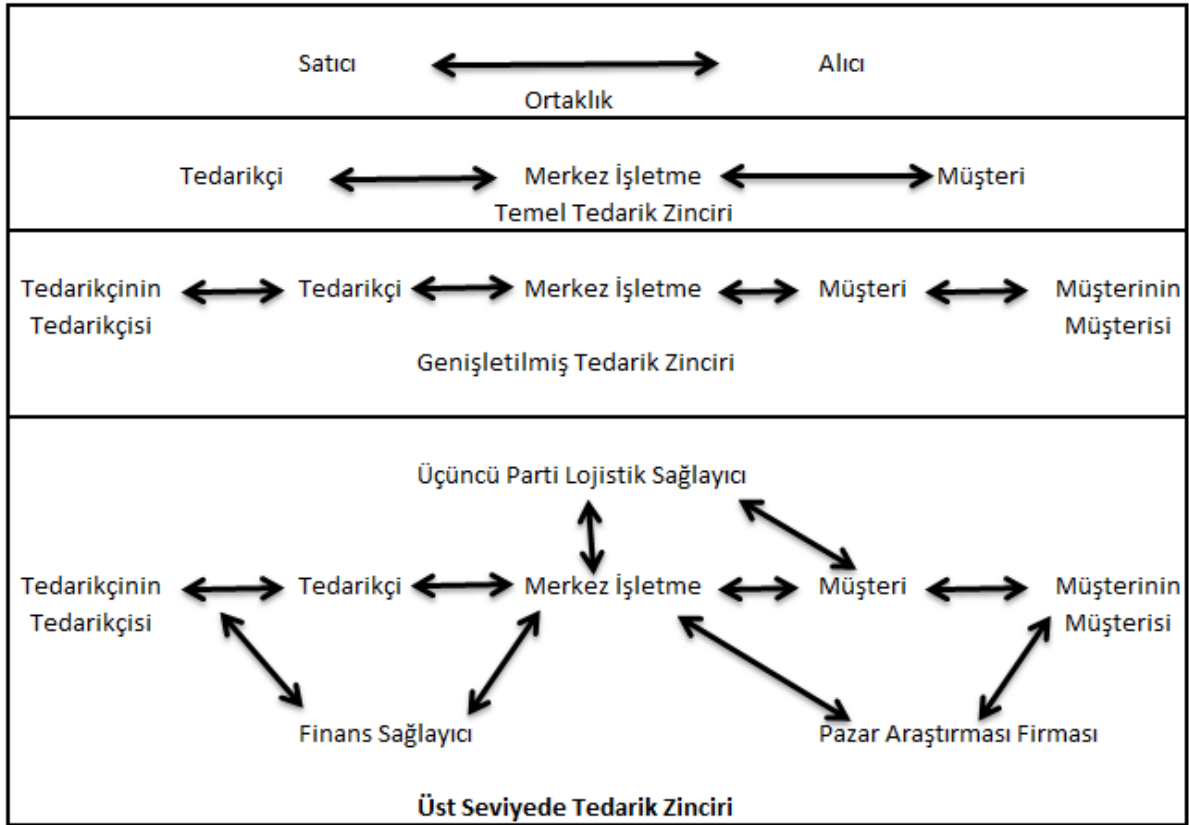 Satıcı Alıcı
Ortaklık
Tedarikçi Merkez İşletme Müşteri
Temel Tedarik Zinciri
Tedarikçinin Tedarikçi Merkez İşletme Müşteri Müşterinin
Tedarikçisi Müşterisi
Genişletilmiş Tedarik Zinciri
Üçüncü Parti Lojistik Sağlayıcı
Tedarikçinin Tedarikçi Merkez İşletme Müşteri Müşterinin
Tedarikçisi Müşterisi
Finans Sağlayıcı Pazar Araştırması Firması
Üst Seviyede Tedarik Zinciri